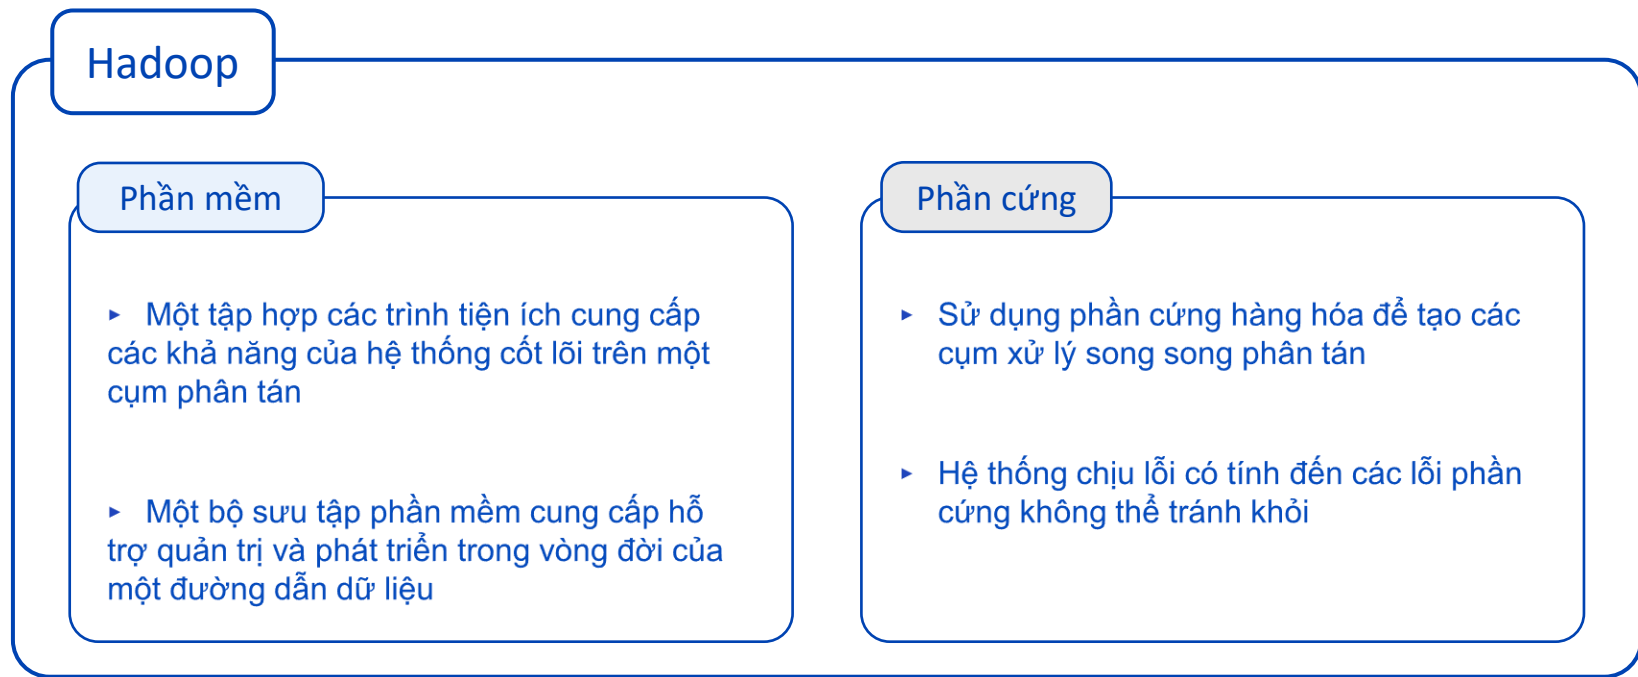 Hadoop
Phần mềm
► Một tập hợp các trình tiện ích cung cấp
các khả năng của hệ thống cốt lõi trên một
cụm phân tán
► Một bộ sưu tập phần mềm cung cấp hỗ
trợ quản trị và phát triển trong vòng đời của
một đường dẫn dữ liệu
Phần cứng
► Sử dụng phần cứng hàng hóa để tạo các
cụm xử lý song song phân tán
► Hệ thống chịu lỗi có tính đến các lỗi phần
cứng không thể tránh khỏi